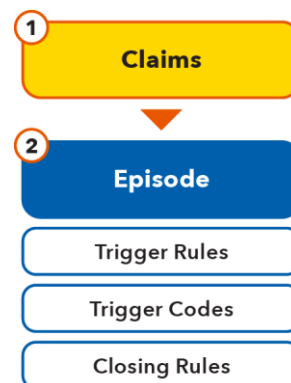 1
Claims
2
Episode
Trigger Rules
Trigger Codes
Closing Rules